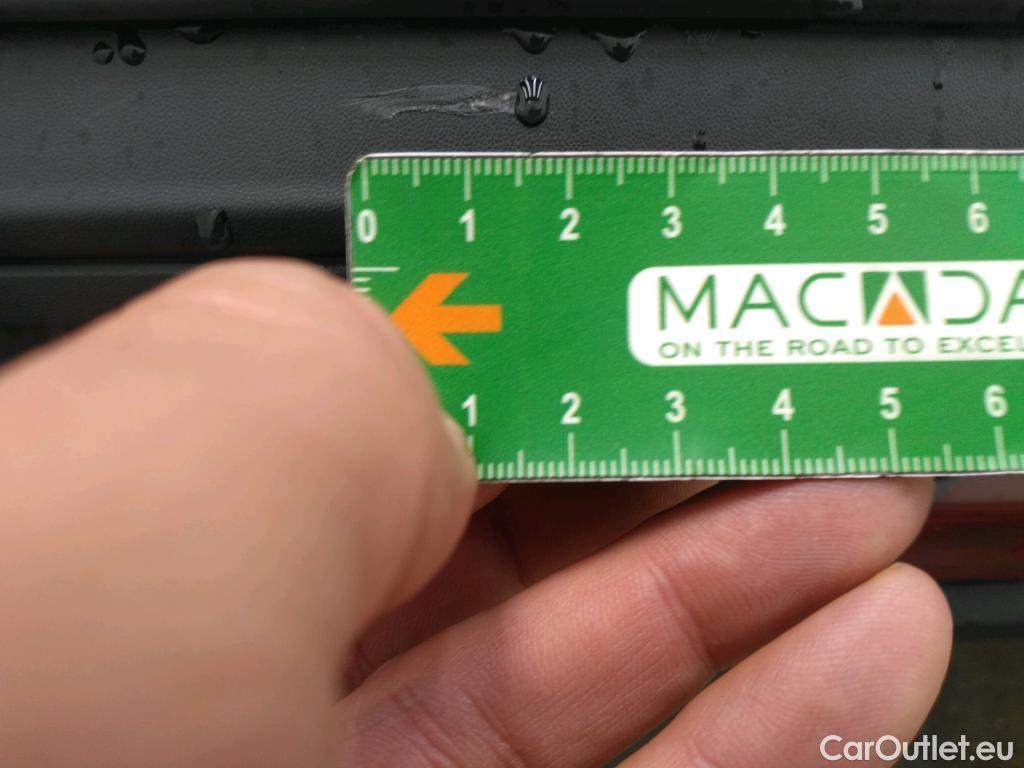 0 1 2 3 4 5 6
MACADA
ON THE ROAD TO EXCEL
1 2 3 4 5 6
CarOutlet.eu